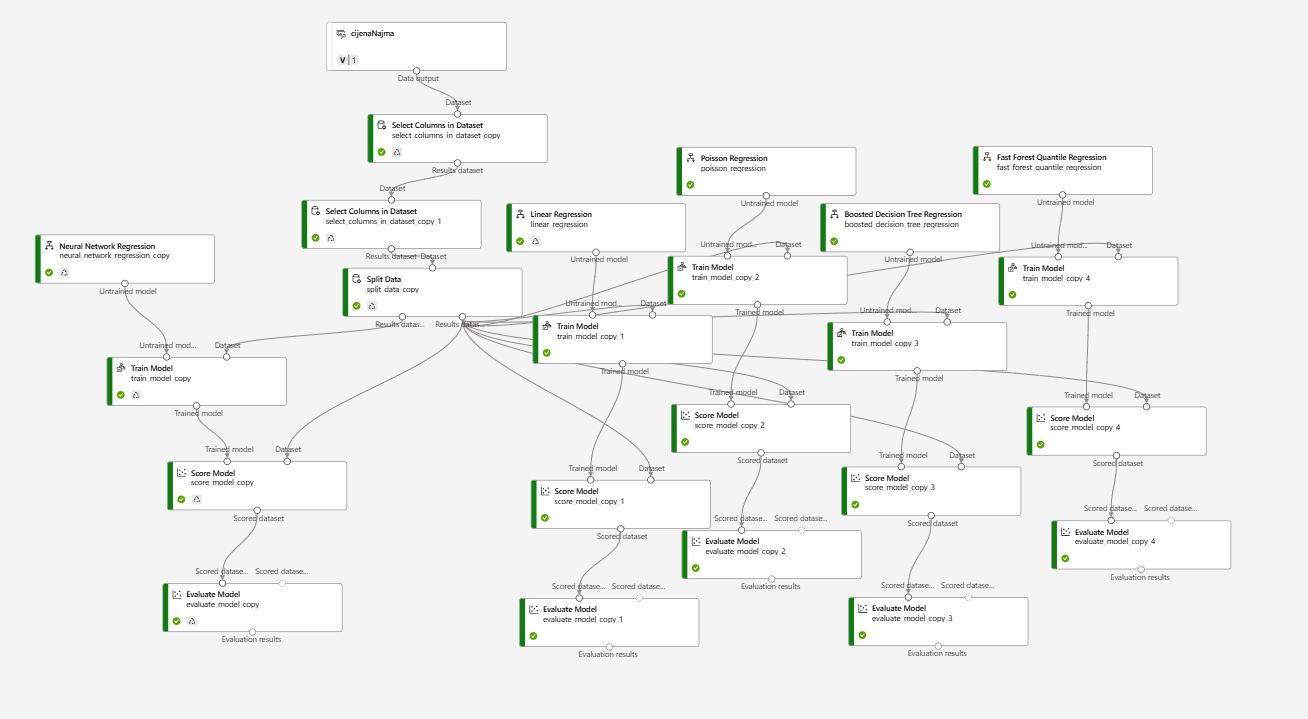 cijenaNajma
V | 1
Data output
Dataset
Select Columns in Dataset
select_columns_in_dataset_copy
Results dataset
Dataset
Select Columns in Dataset
select_columns_in_dataset_copy_1
Results dataset
Dataset
Split Data
split_data_copy
Results datas...
Results datas...
Neural Network Regression
neural_network_regression_copy
Untrained model
Untrained mod...
Dataset
Train Model
train_model_copy
Trained model
Trained model
Dataset
Score Model
score_model_copy
Scored dataset
Scored datase...
Scored datase...
Evaluate Model
evaluate_model_copy
Evaluation results
Linear Regression
linear_regression
Untrained model
Untrained mod...
Dataset
Train Model
train_model_copy_1
Trained model
Trained model
Dataset
Score Model
score_model_copy_1
Scored dataset
Scored datase...
Scored datase...
Evaluate Model
evaluate_model_copy_1
Evaluation results
Poisson Regression
poisson_regression
Untrained model
Untrained mod...
Dataset
Train Model
train_model_copy_2
Trained model
Trained model
Dataset
Score Model
score_model_copy_2
Scored dataset
Scored datase...
Scored datase...
Evaluate Model
evaluate_model_copy_2
Evaluation results
Boosted Decision Tree Regression
boosted_decision_tree_regression
Untrained model
Untrained mod...
Dataset
Train Model
train_model_copy_3
Trained model
Trained model
Dataset
Score Model
score_model_copy_3
Scored dataset
Scored datase...
Scored datase...
Evaluate Model
evaluate_model_copy_3
Evaluation results
Fast Forest Quantile Regression
fast_forest_quantile_regression
Untrained model
Untrained mod...
Dataset
Train Model
train_model_copy_4
Trained model
Trained model
Dataset
Score Model
score_model_copy_4
Scored dataset
Scored datase...
Scored datase...
Evaluate Model
evaluate_model_copy_4
Evaluation results